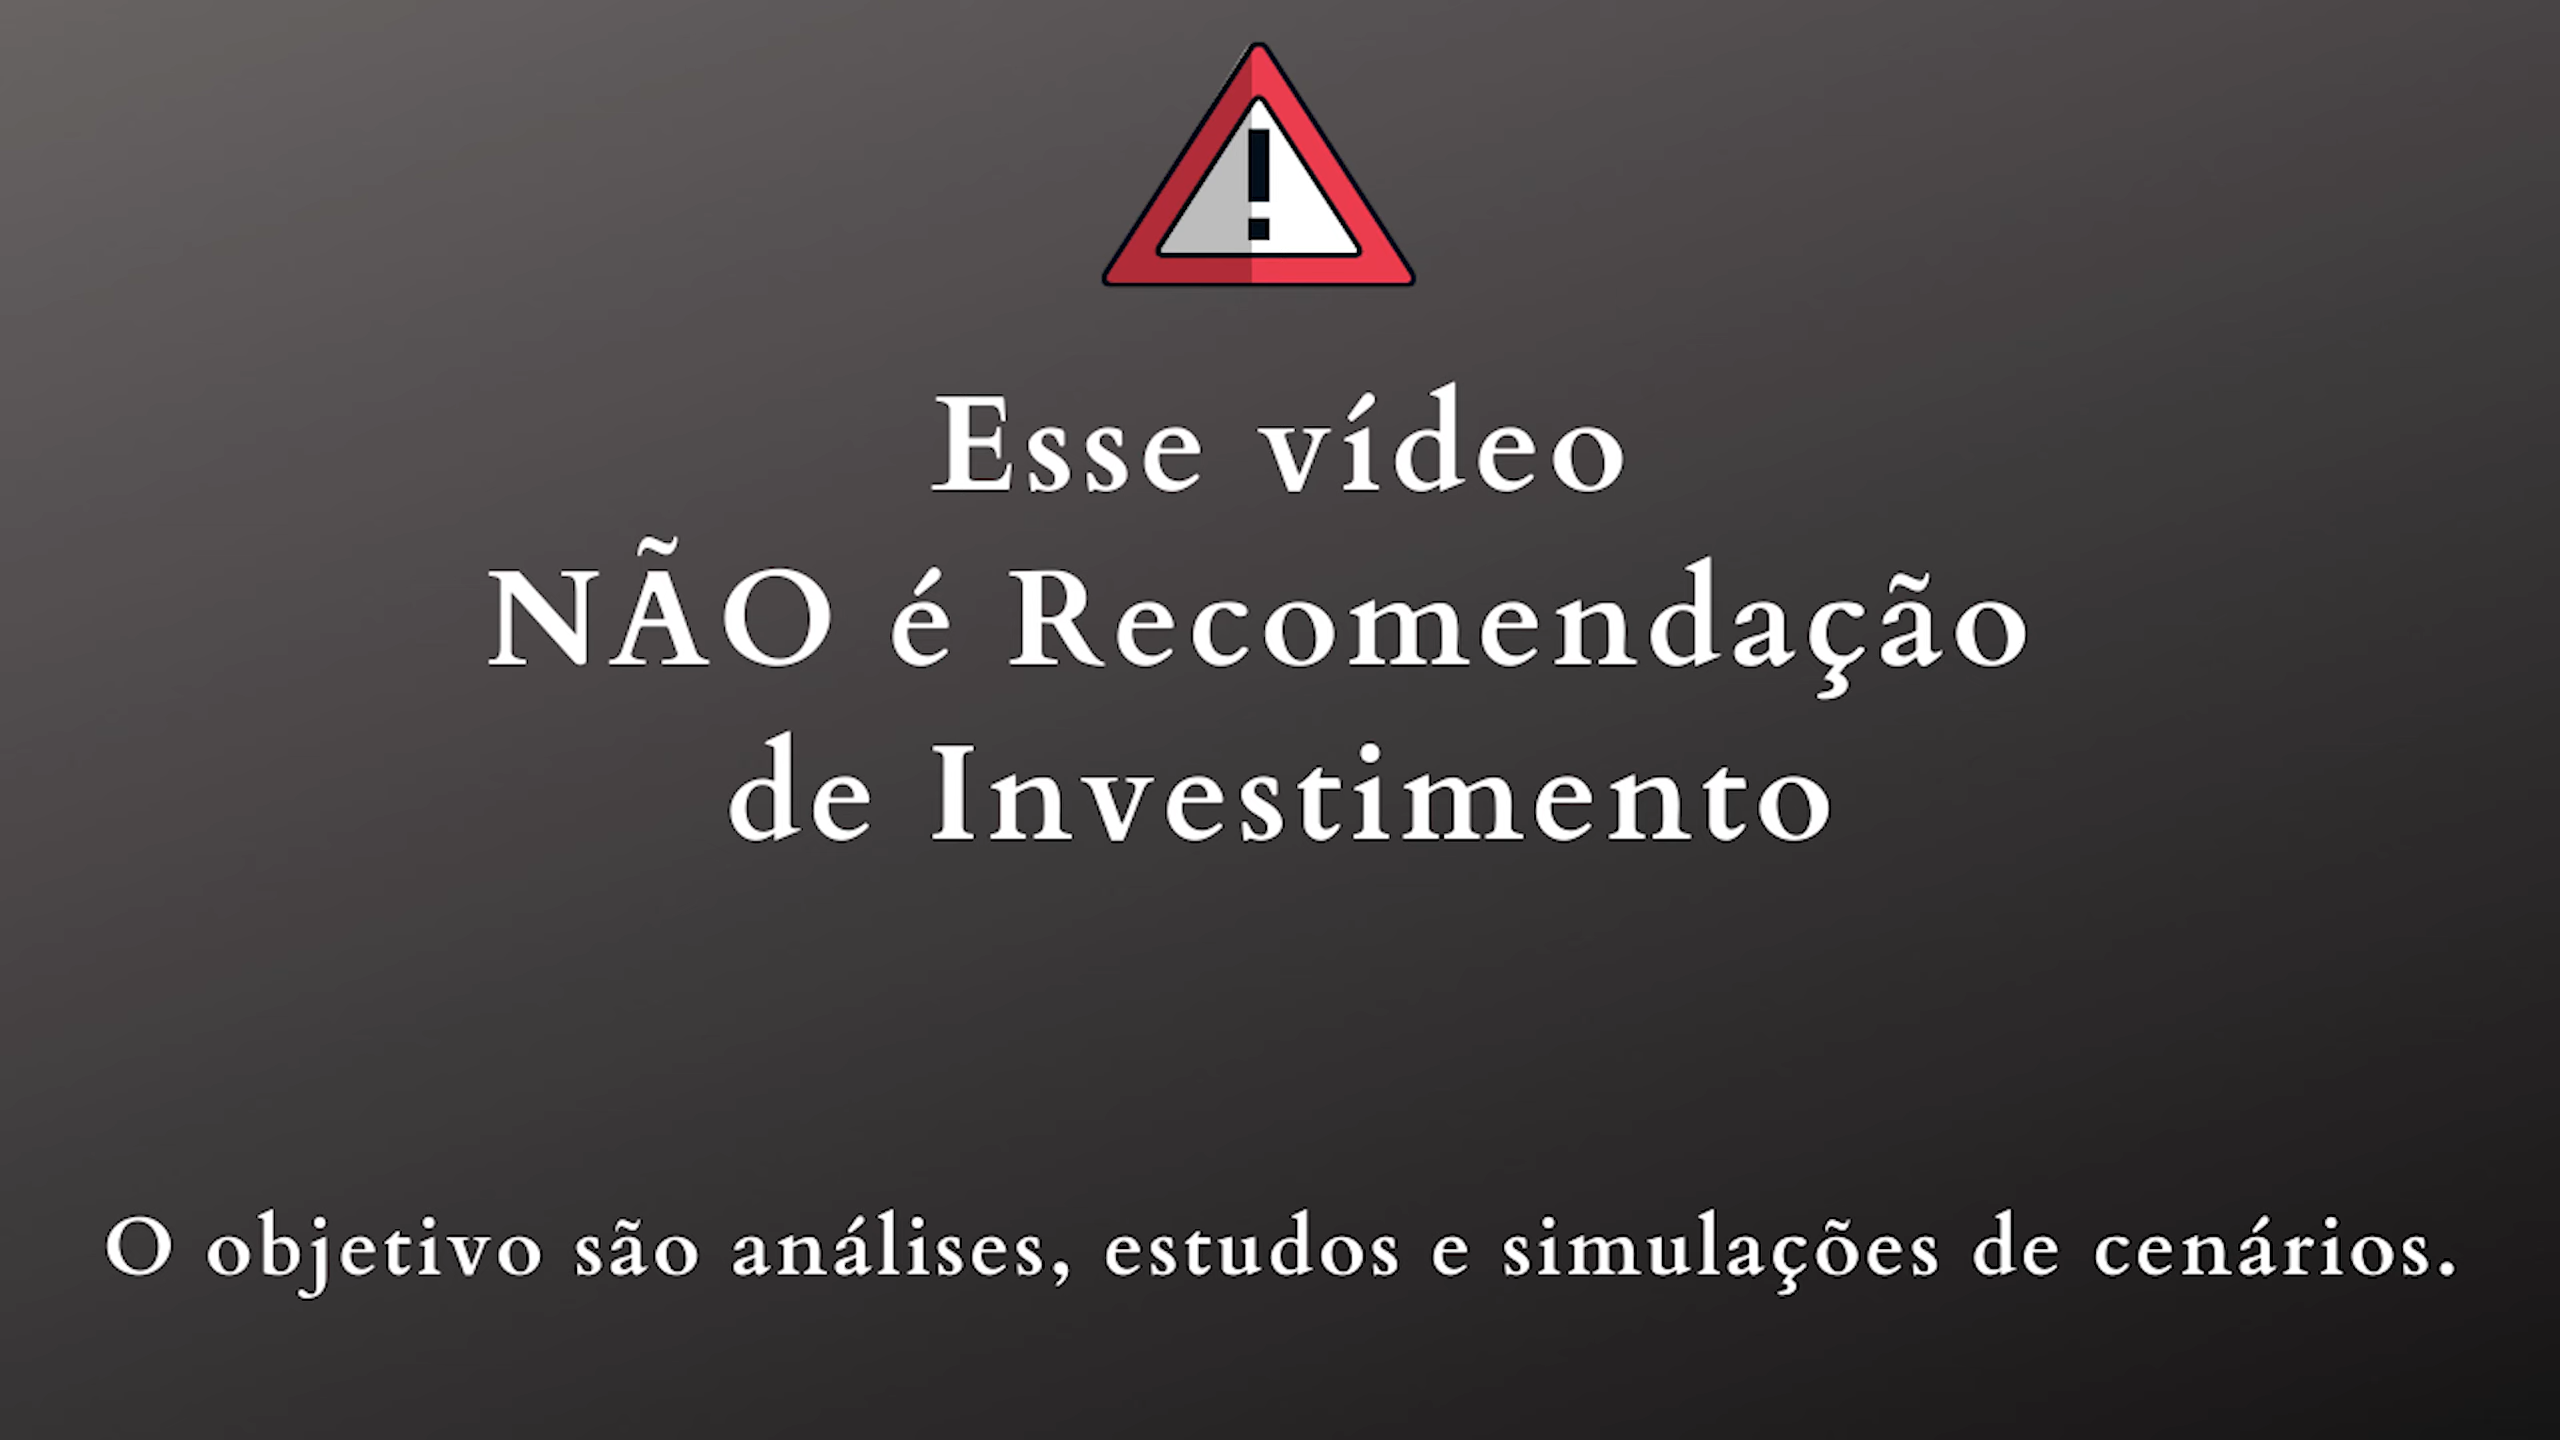 Esse vídeo
NÃO é Recomendação
de Investimento
O objetivo são análises, estudos e simulações de cenários.